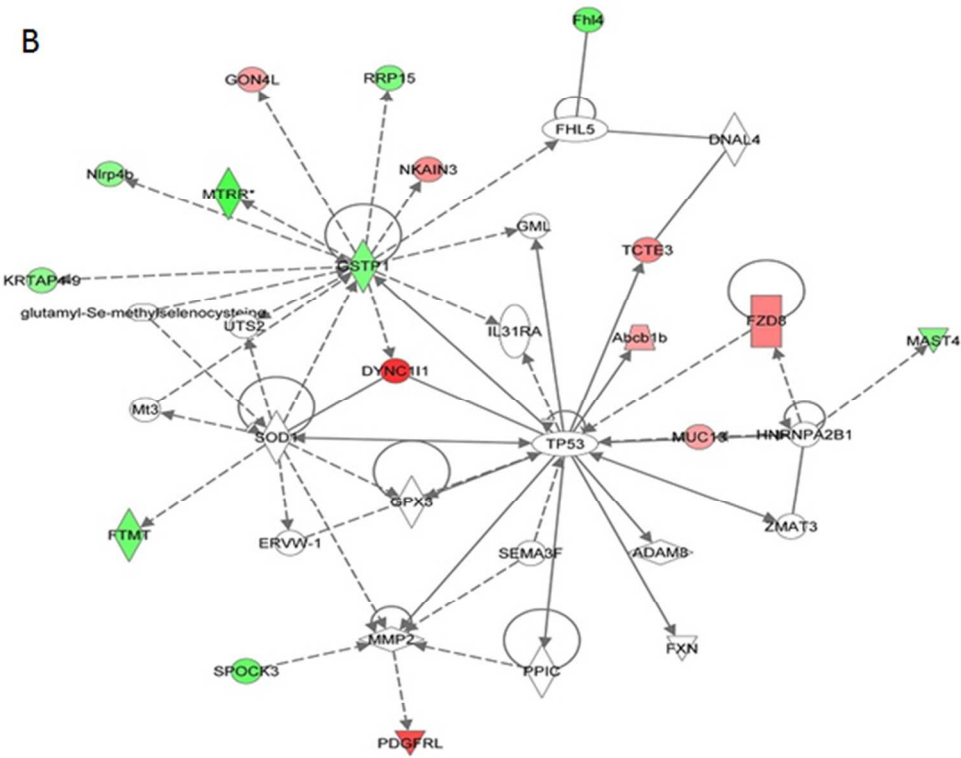 B
Fhl4
GON4L
RRP15
FHL5
DNAL4
Nlrp4b
MTRR*
NKAIN3
GML
TCTE3
GSTP1
KRTAP4-9
glutamyl-Se-methylselenocysteine
UTS2
IL31RA
Abcb1b
FZD8
MAST4
DYNC1I1
Mt3
SOD1
TP53
MUC13
HNRNPA2B1
GPX3
FTMT
ERVW-1
SEMA3F
ADAM8
ZMAT3
MMP2
FXN
SPOCK3
PPIC
PDGFRL